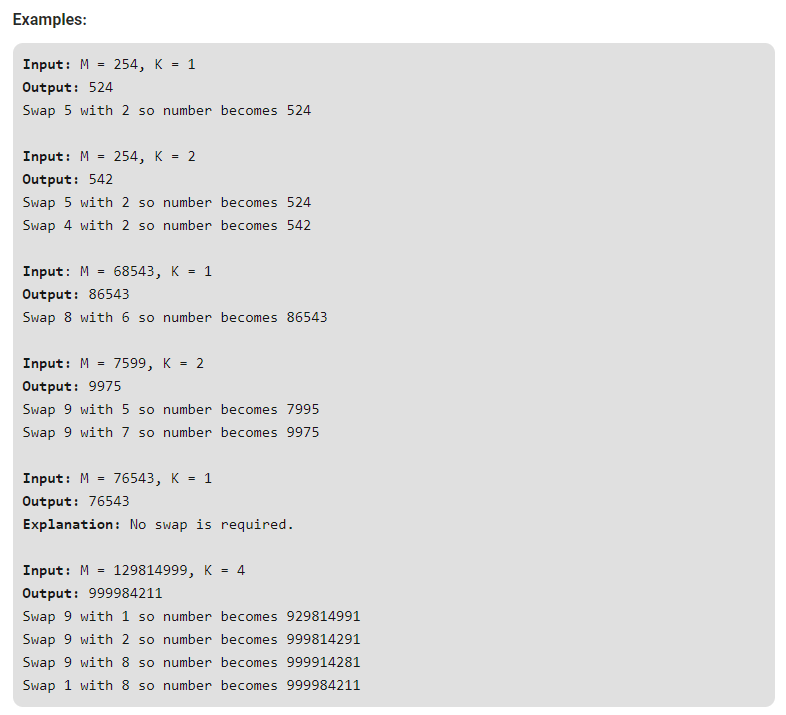 Examples:
Input: M = 254, K = 1
Output: 524
Swap 5 with 2 so number becomes 524
Input: M = 254, K = 2
Output: 542
Swap 5 with 2 so number becomes 524
Swap 4 with 2 so number becomes 542
Input: M = 68543, K = 1
Output: 86543
Swap 8 with 6 so number becomes 86543
Input: M = 7599, K = 2
Output: 9975
Swap 9 with 5 so number becomes 7995
Swap 9 with 7 so number becomes 9975
Input: M = 76543, K = 1
Output: 76543
Explanation: No swap is required.
Input: M = 129814999, K = 4
Output: 999984211
Swap 9 with 1 so number becomes 929814991
Swap 9 with 2 so number becomes 999814291
Swap 9 with 8 so number becomes 999914281
Swap 1 with 8 so number becomes 999984211